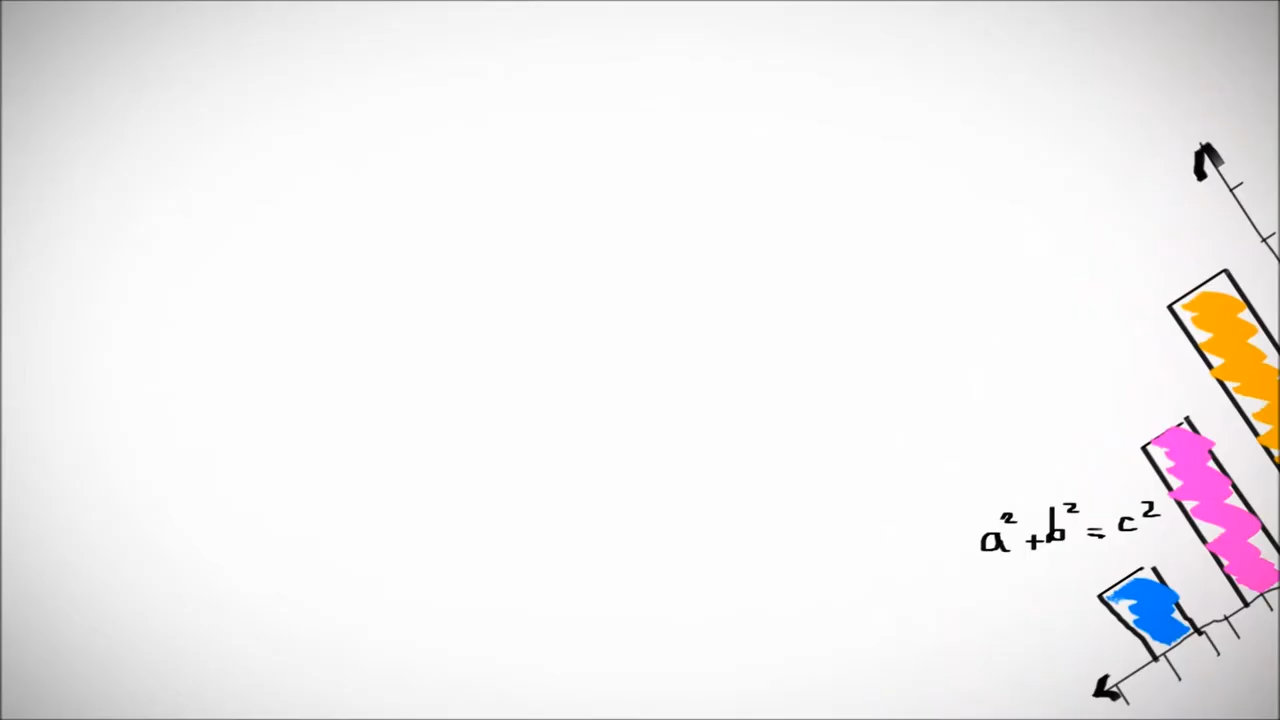 a² + b² = c²